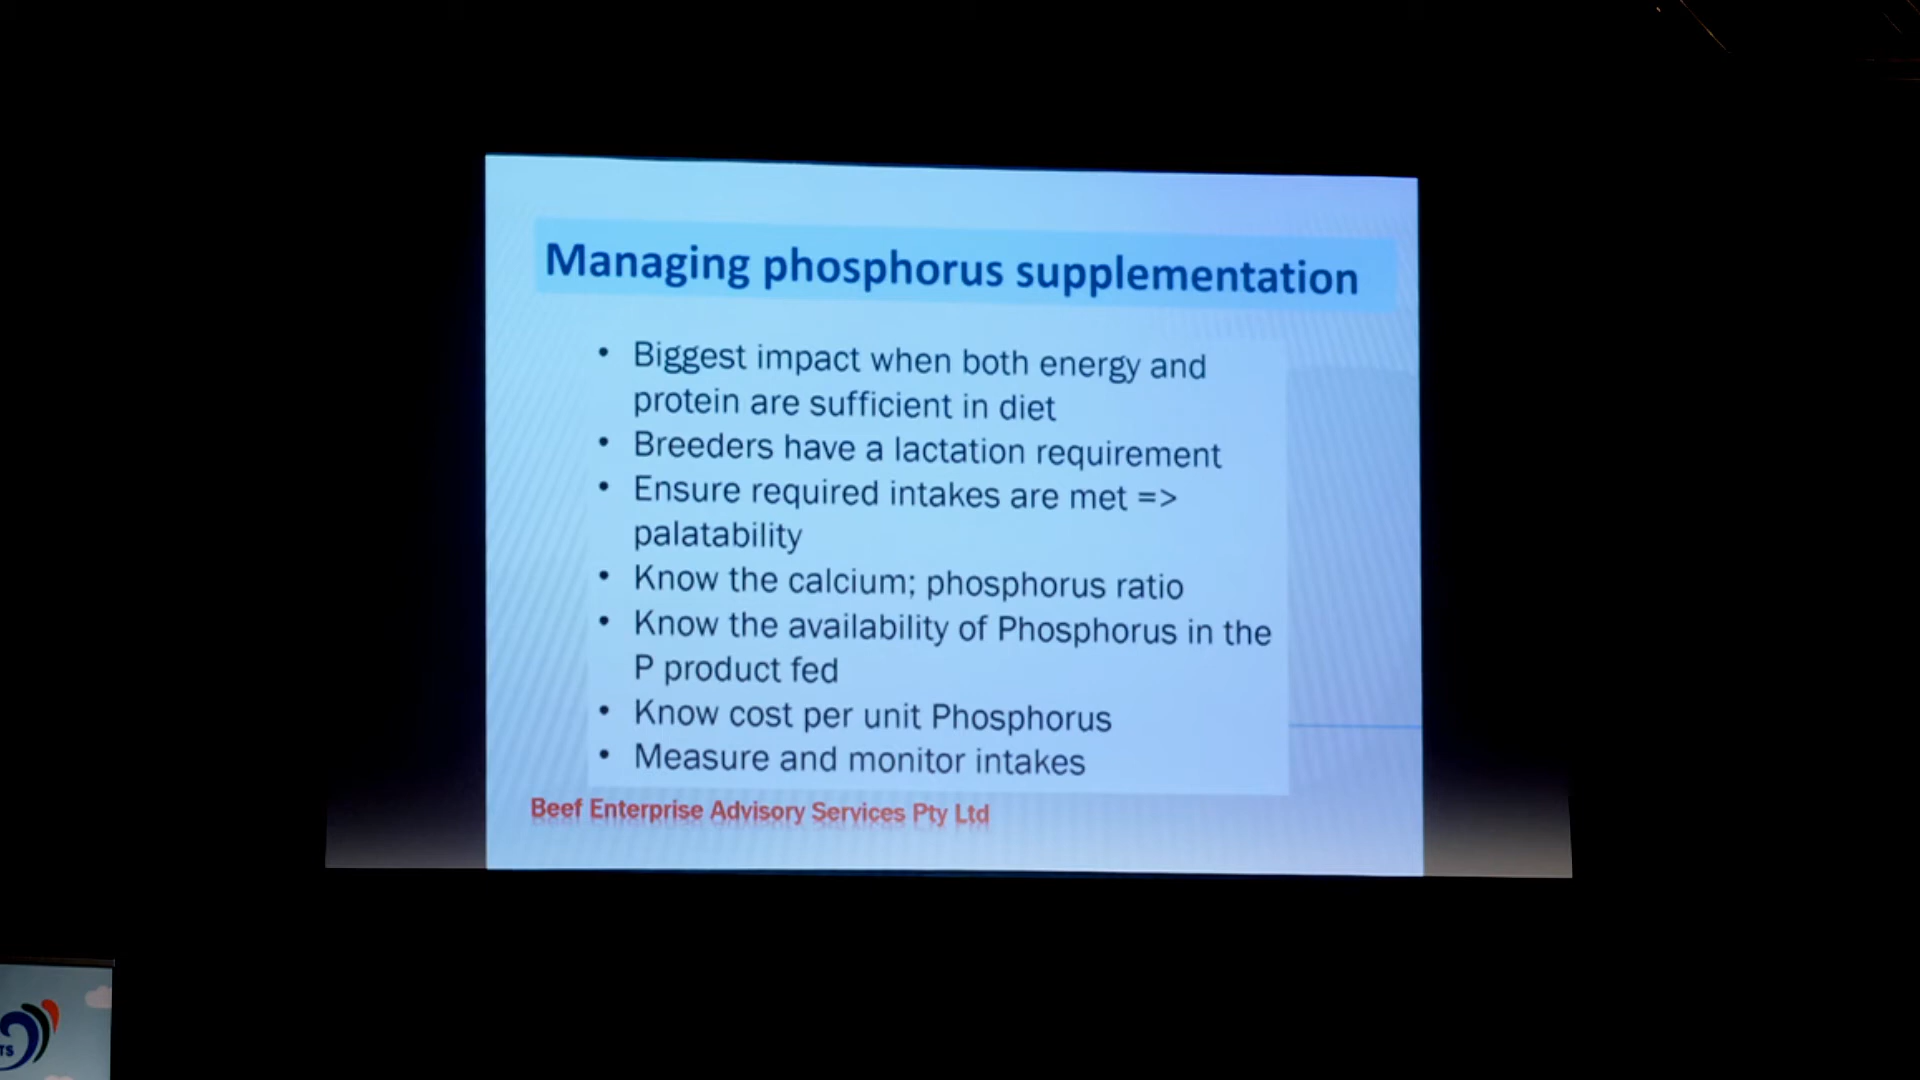 Managing phosphorus supplementation
• Biggest impact when both energy and
protein are sufficient in diet
• Breeders have a lactation requirement
• Ensure required intakes are met =>
palatability
• Know the calcium; phosphorus ratio
• Know the availability of Phosphorus in the
P product fed
• Know cost per unit Phosphorus
• Measure and monitor intakes
Beef Enterprise Advisory Services Pty Ltd
TS